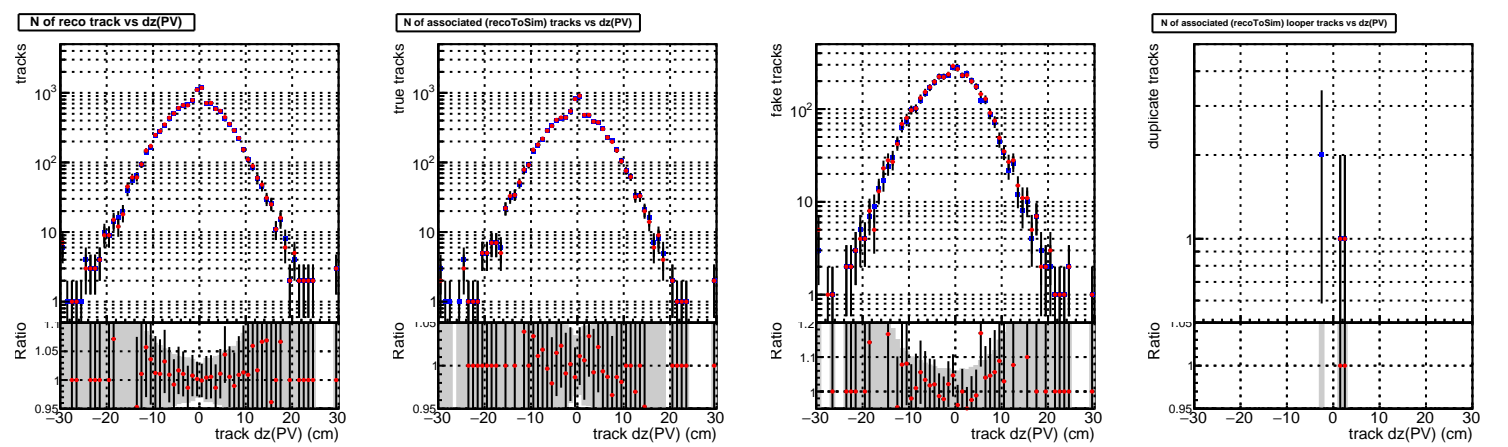 N of reco track vs dz(PV)
tracks
10³
10²
10
1
Ratio
1.1
1.05
1
0.95
−30 −20 −10 0 10 20 30
track dz(PV) (cm)
N of associated (recoToSim) tracks vs dz(PV)
true tracks
10³
10²
10
1
Ratio
1.05
1
0.95
−30 −20 −10 0 10 20 30
track dz(PV) (cm)
fake tracks
10²
10
1
Ratio
1.2
1.1
1
−30 −20 −10 0 10 20 30
track dz(PV) (cm)
N of associated (recoToSim) looper tracks vs dz(PV)
duplicate tracks
1
Ratio
1.05
1
0.95
−30 −20 −10 0 10 20 30
track dz(PV) (cm)